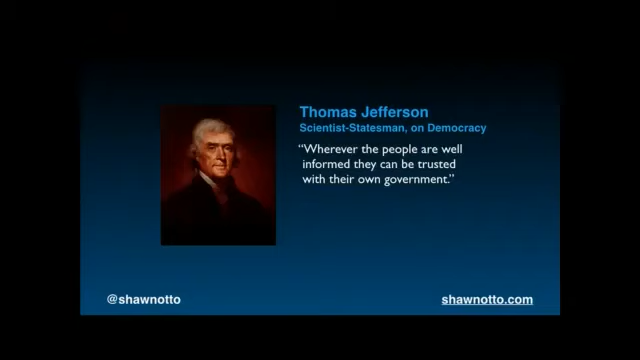 Thomas Jefferson
Scientist-Statesman, on Democracy
“Wherever the people are well
informed they can be trusted
with their own government.”
@shawnotto
shawnotto.com